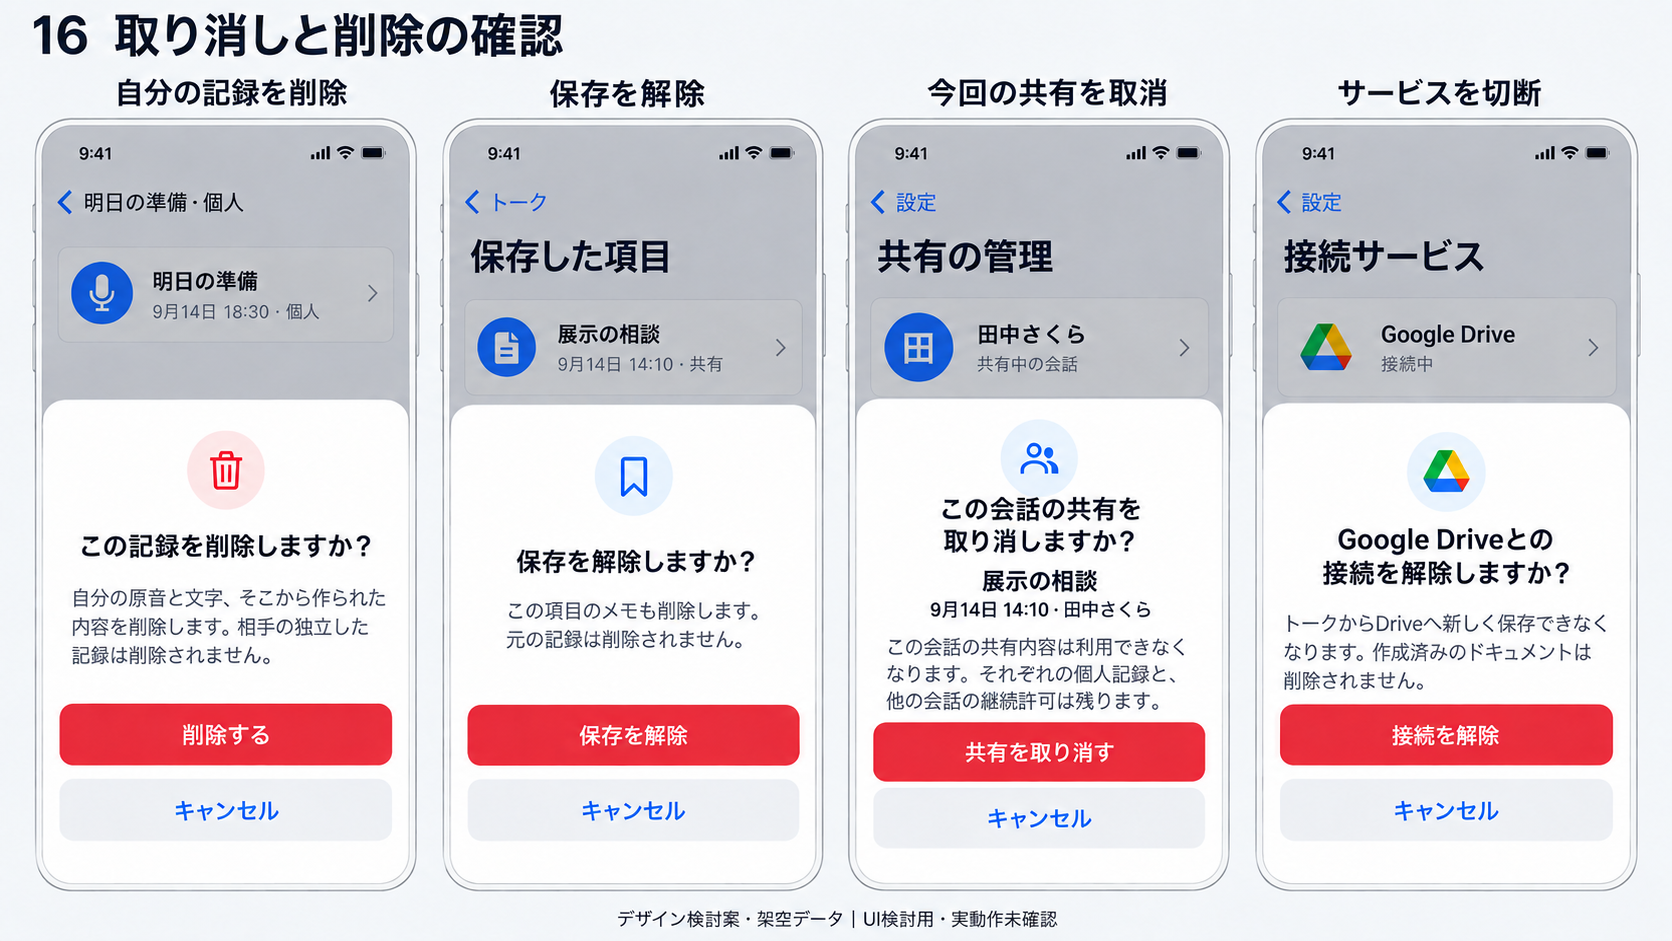 16 取り消しと削除の確認
自分の記録を削除
9:41
明日の準備・個人
明日の準備
9月14日 18:30・個人
この記録を削除しますか？
自分の原音と文字、そこから作られた
内容を削除します。相手の独立した
記録は削除されません。
削除する
キャンセル
保存を解除
9:41
トーク
保存した項目
展示の相談
9月14日 14:10・共有
保存を解除しますか？
この項目のメモも削除します。
元の記録は削除されません。
保存を解除
キャンセル
今回の共有を取消
9:41
設定
共有の管理
田
田中さくら
共有中の会話
この会話の共有を
取り消しますか？
展示の相談
9月14日 14:10・田中さくら
この会話の共有内容は利用できなく
なります。それぞれの個人記録と、
他の会話の継続許可は残ります。
共有を取り消す
キャンセル
サービスを切断
9:41
設定
接続サービス
Google Drive
接続中
Google Driveとの
接続を解除しますか？
トークからDriveへ新しく保存できなく
なります。作成済みのドキュメントは
削除されません。
接続を解除
キャンセル
デザイン検討案・架空データ｜UI検討用・実動作未確認